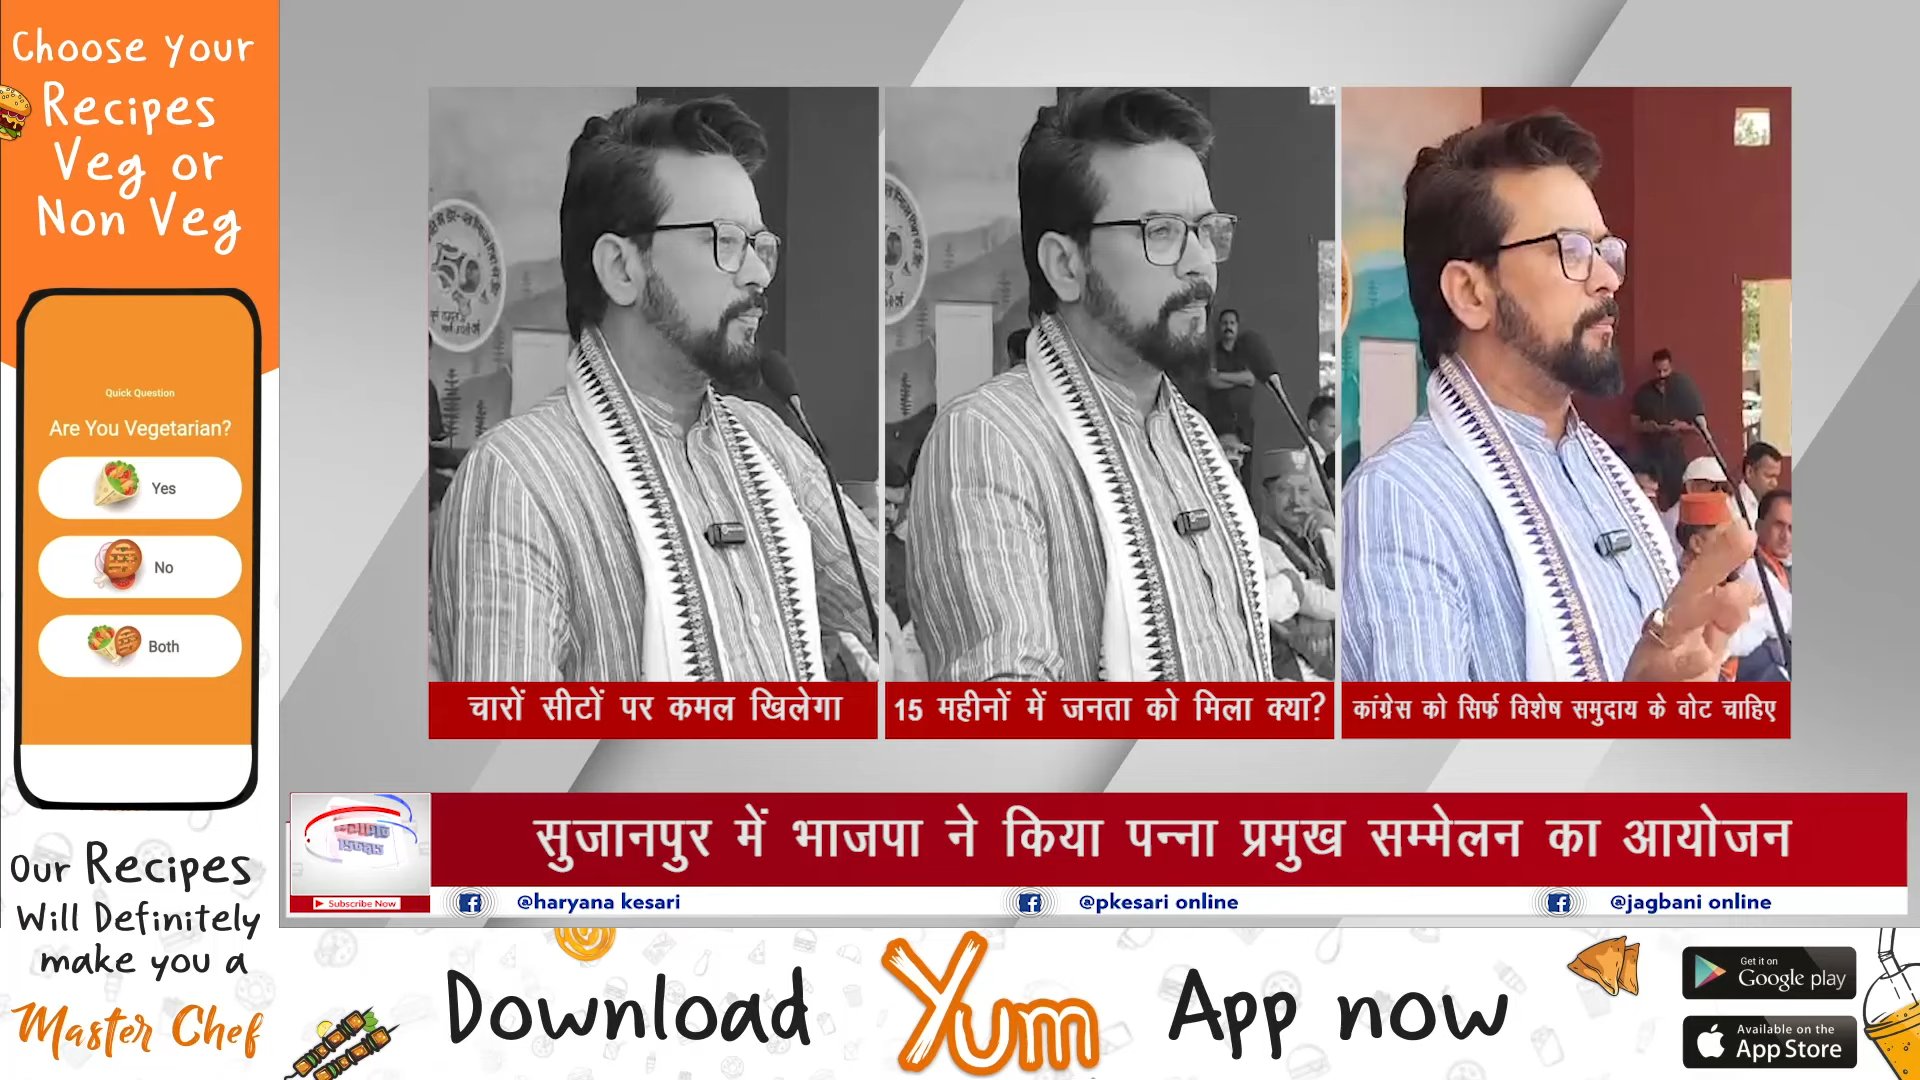 Choose Your
Recipes
Veg or
Non Veg
Quick Question
Are You Vegetarian?
Yes
No
Both
Our Recipes
Will Definitely
make you a
Master Chef
50
चारों सीटों पर कमल खिलेगा
15 महीनों में जनता को मिला क्या?
कांग्रेस को सिर्फ विशेष समुदाय के वोट चाहिए
सुजानपुर में भाजपा ने किया पन्ना प्रमुख सम्मेलन का आयोजन
Subscribe Now
@haryana kesari
@pkesari online
@jagbani online
Download Yum App now
Get it on
Google play
Available on the
App Store